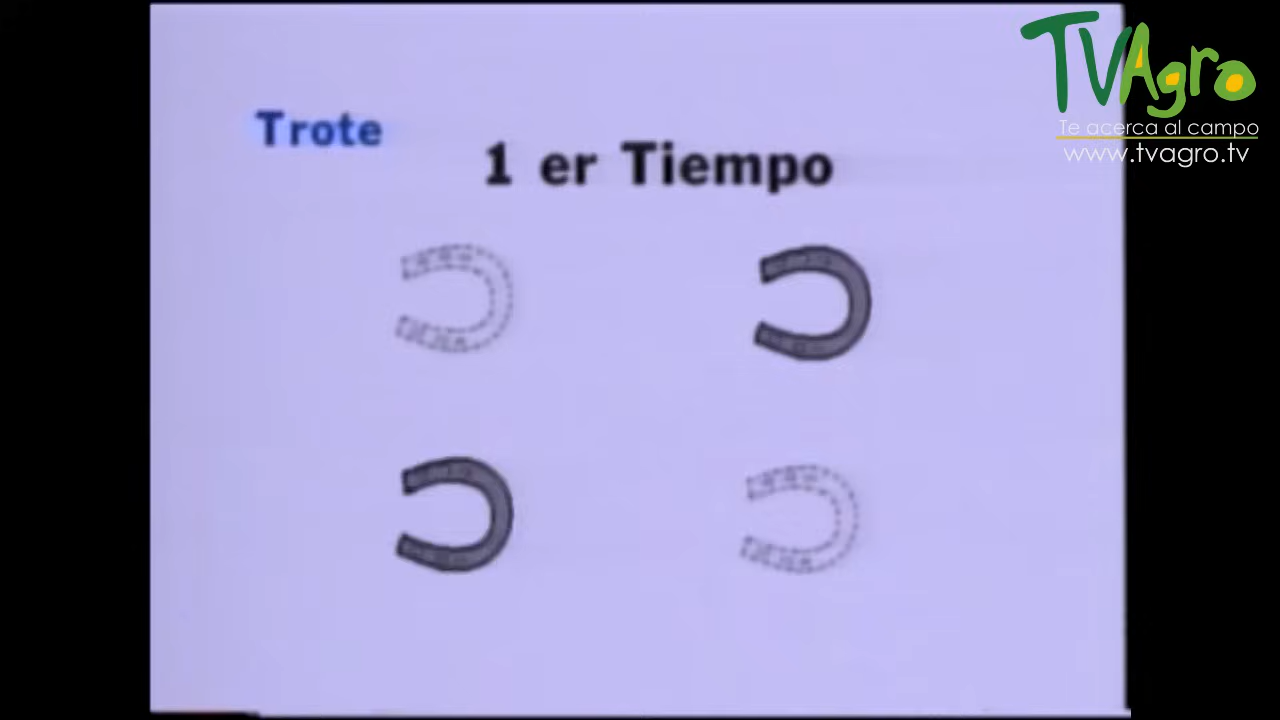 TVAgro
Te acerca al campo
www.tvagro.tv
Trote
1 er Tiempo